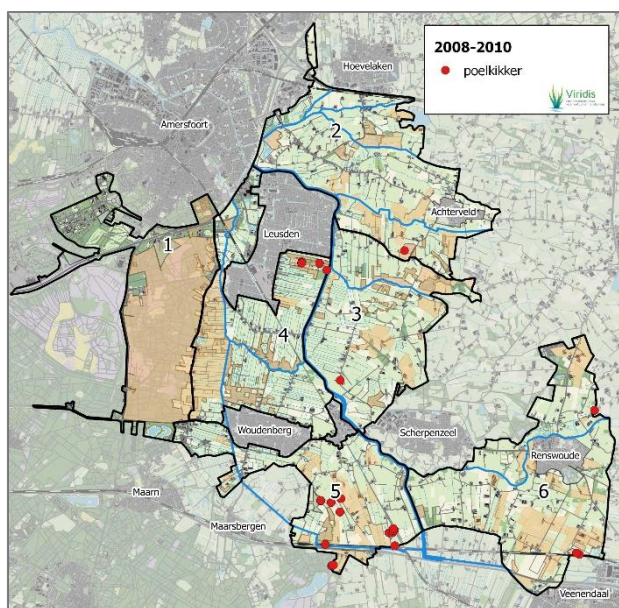 2008-2010
poelkikker
Viridis
Hoevelaken
Amersfoort
2
Achterveld
Leusden
1
3
4
Woudenberg
Scherpenzeel
Renswoude
5
6
Maarn
Maarsbergen
Veenendaal